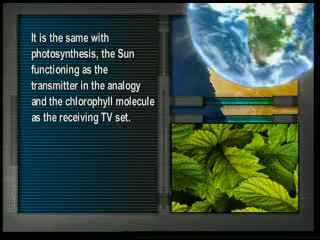 It is the same with
photosynthesis, the Sun
functioning as the
transmitter in the analogy
and the chlorophyll molecule
as the receiving TV set.